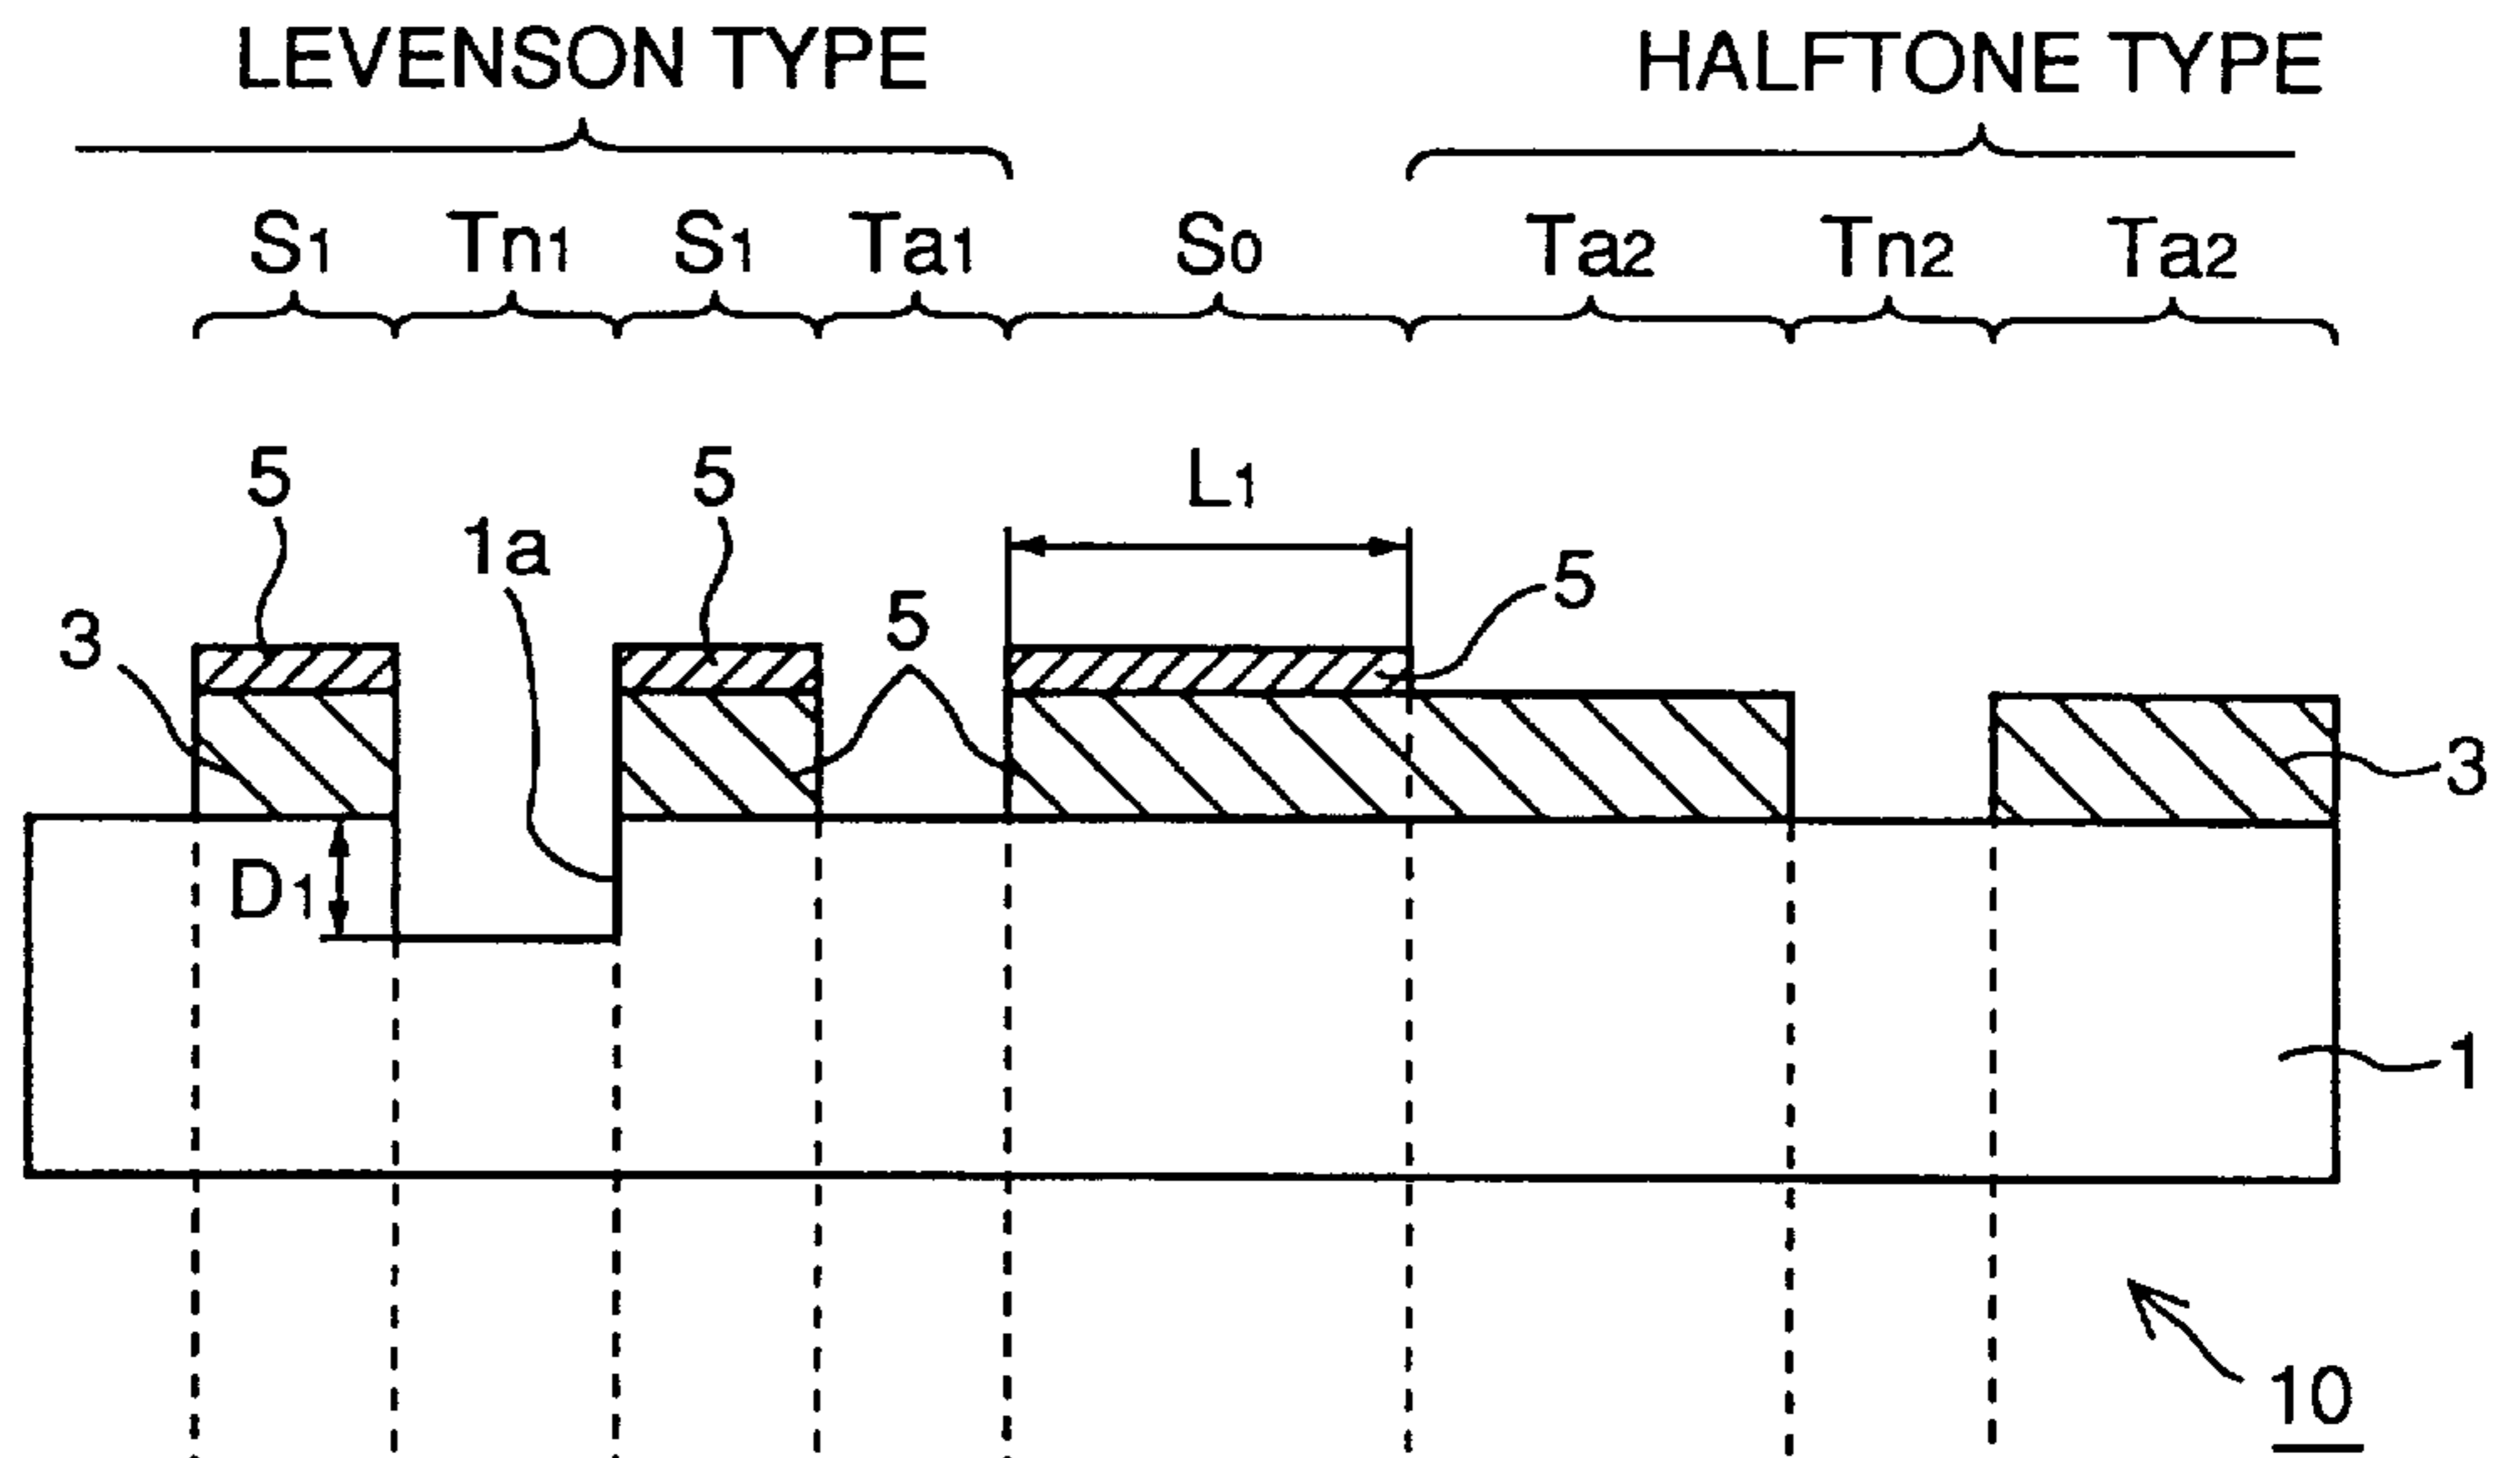 LEVENSON TYPE HALFTONE TYPE
S1 Tn1 S1 Ta1 S0 Ta2 Tn2 Ta2
5 5 L1
1a 5
3 5
3
D1
1
10